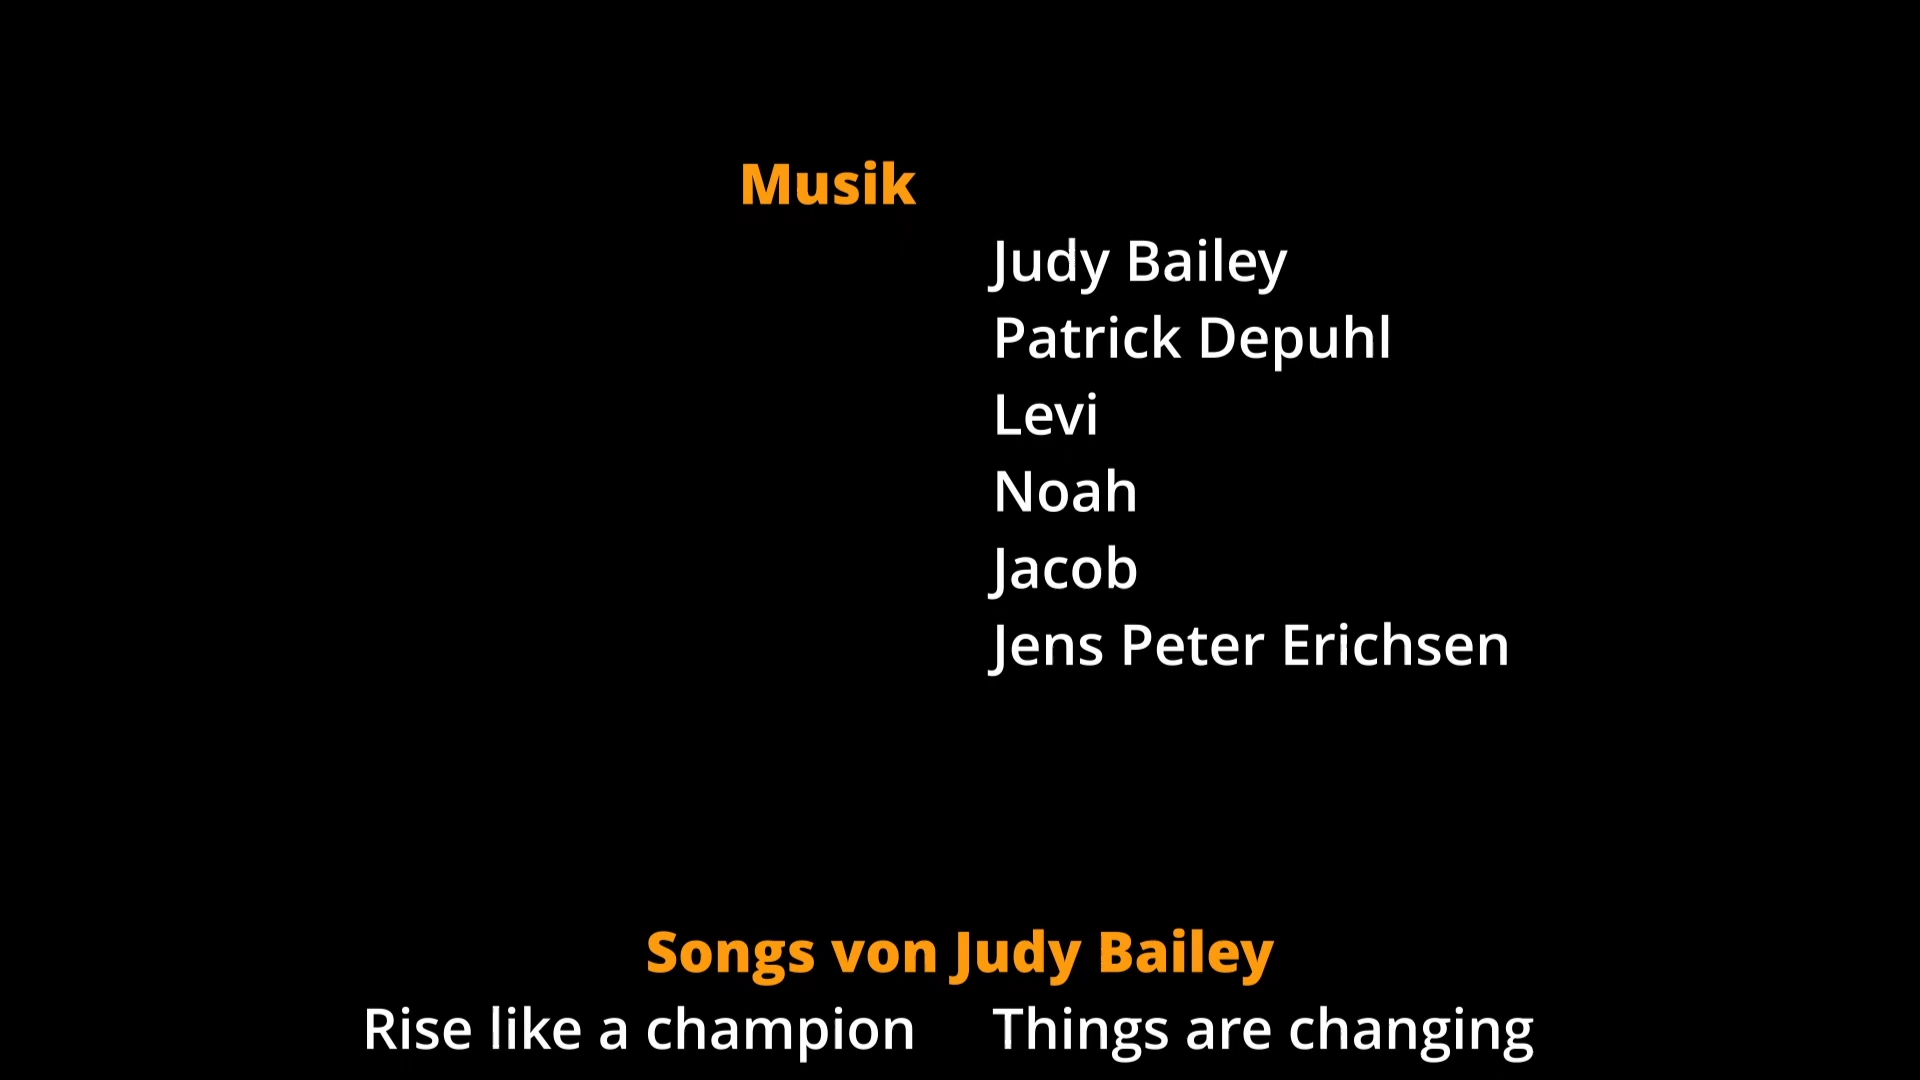 Musik
Judy Bailey
Patrick Depuhl
Levi
Noah
Jacob
Jens Peter Erichsen
Songs von Judy Bailey
Rise like a champion Things are changing